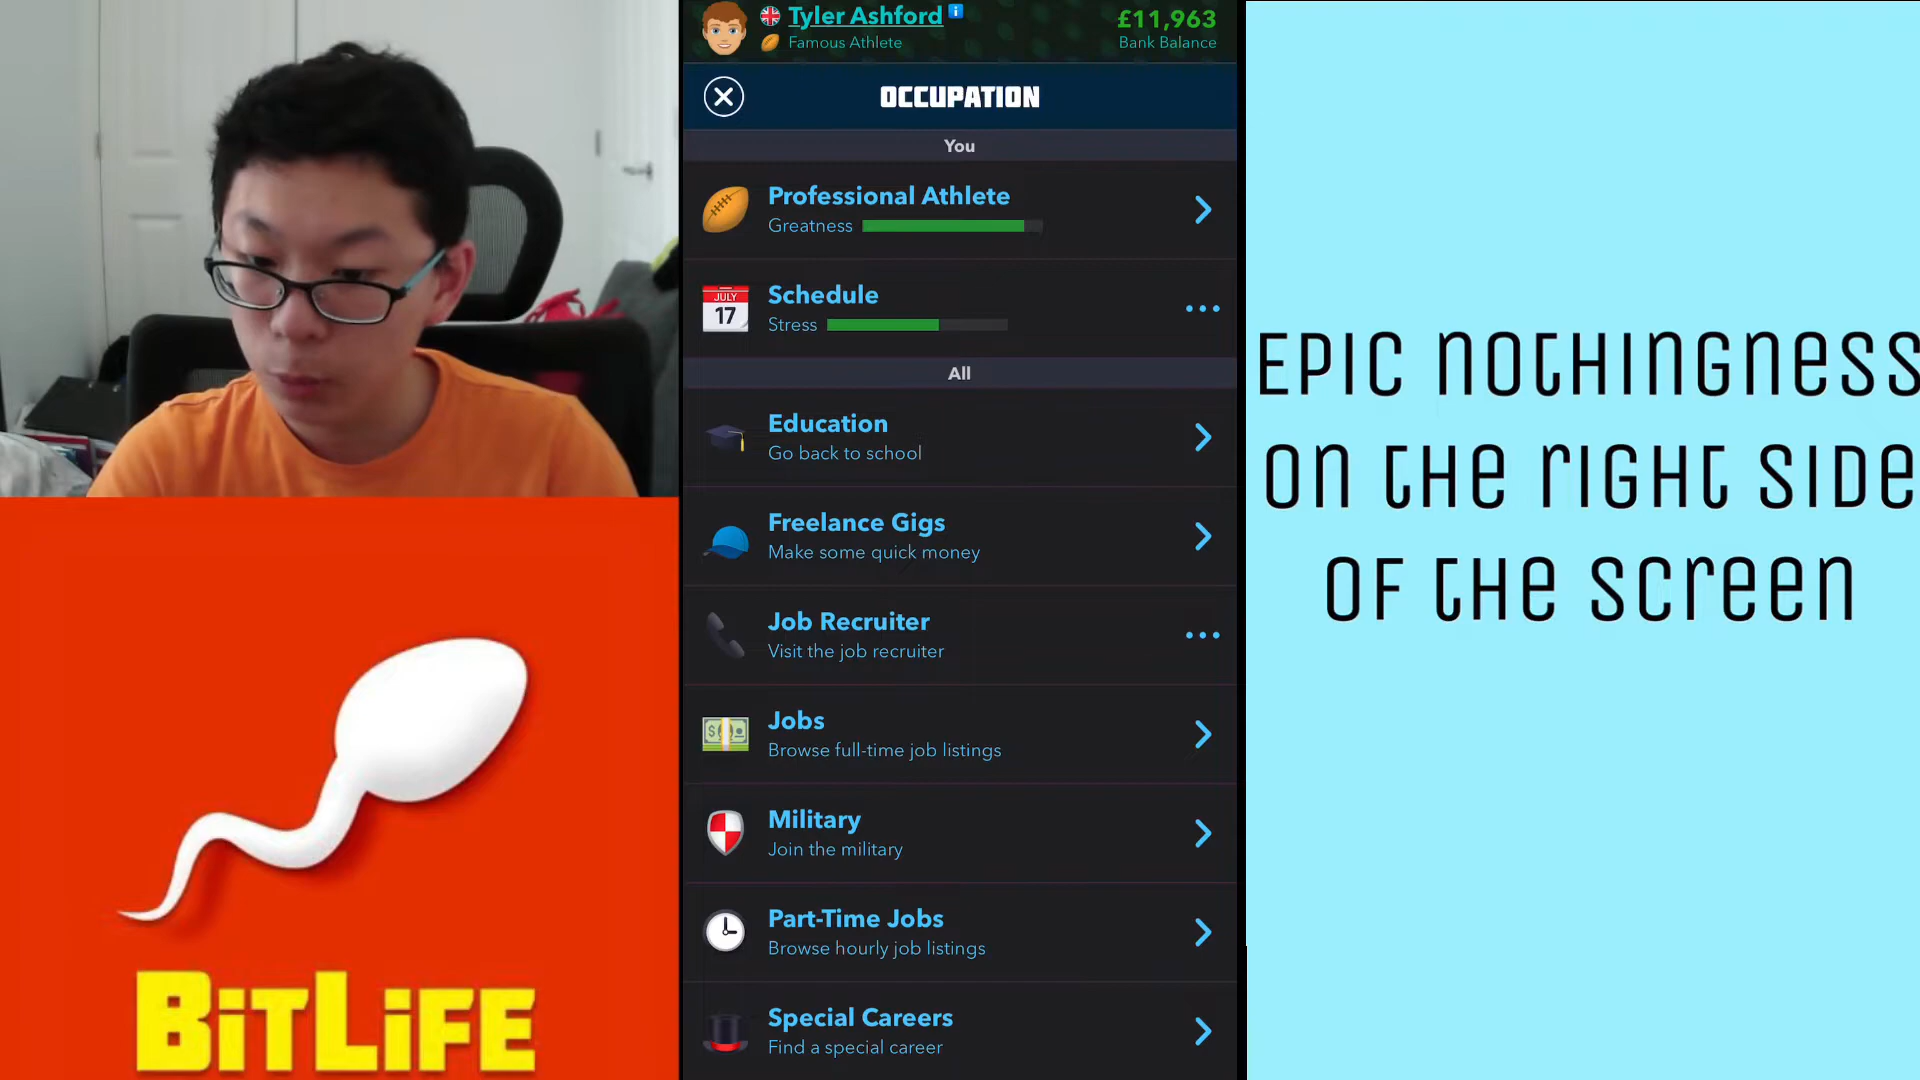 Tyler Ashford
Famous Athlete
£11,963
Bank Balance
OCCUPATION
You
Professional Athlete
Greatness
JULY
17
Schedule
Stress
All
Education
Go back to school
Freelance Gigs
Make some quick money
Job Recruiter
Visit the job recruiter
Jobs
Browse full-time job listings
Military
Join the military
Part-Time Jobs
Browse hourly job listings
Special Careers
Find a special career
BiTLiFE
EPIC NOTHINGNESS
ON THE RIGHT SIDE
OF THE SCREEN